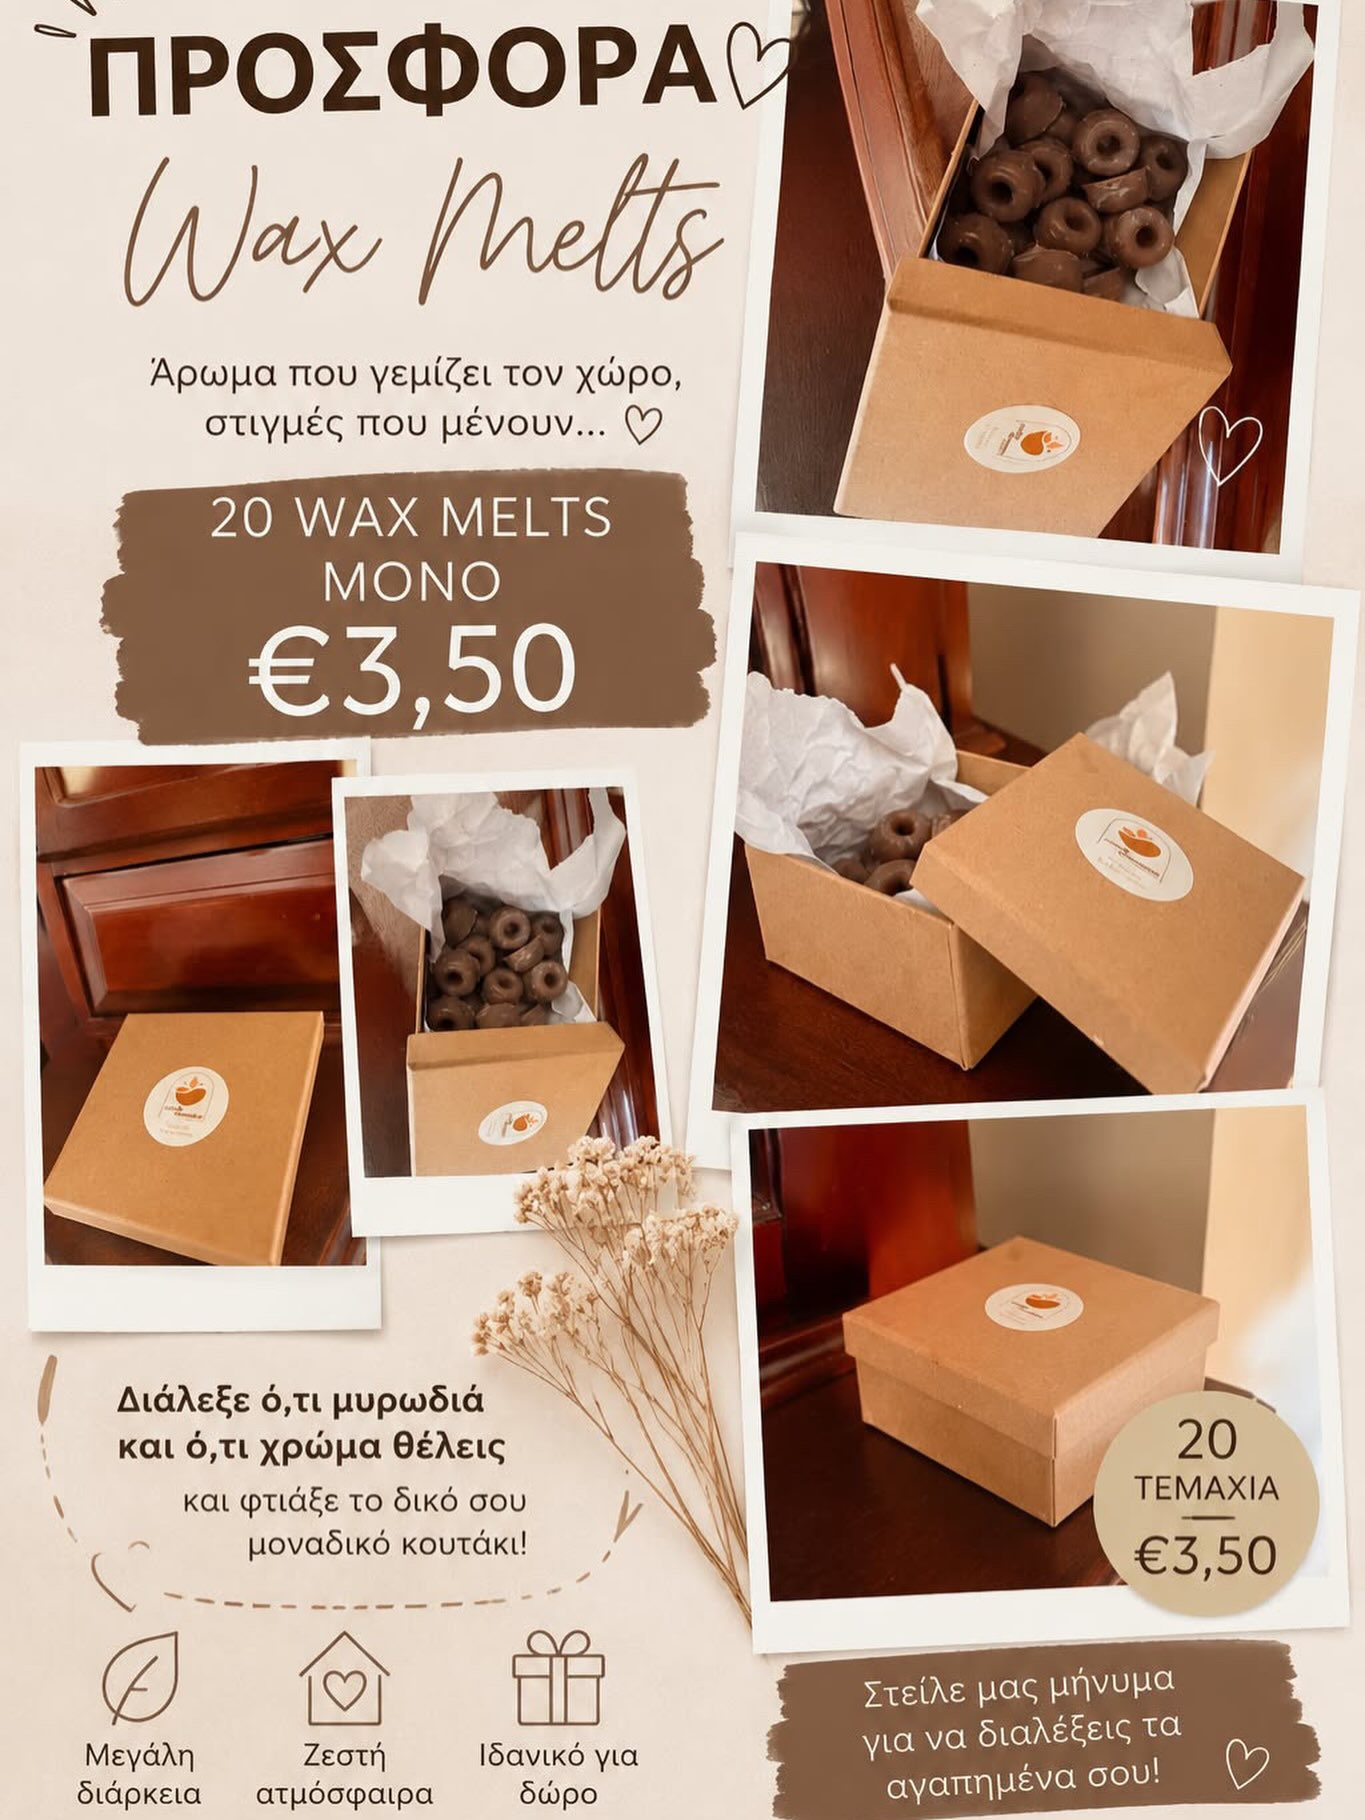 ΠΡΟΣΦΟΡΑ
Wax Melts
Άρωμα που γεμίζει τον χώρο,
στιγμές που μένουν...
20 WAX MELTS
ΜΟΝΟ
€3,50
Διάλεξε ό,τι μυρωδιά
και ό,τι χρώμα θέλεις
και φτιάξε το δικό σου
μοναδικό κουτάκι!
20
ΤΕΜΑΧΙΑ
€3,50
Μεγάλη
διάρκεια
Ζεστή
ατμόσφαιρα
Ιδανικό για
δώρο
Στείλε μας μήνυμα
για να διαλέξεις τα
αγαπημένα σου!